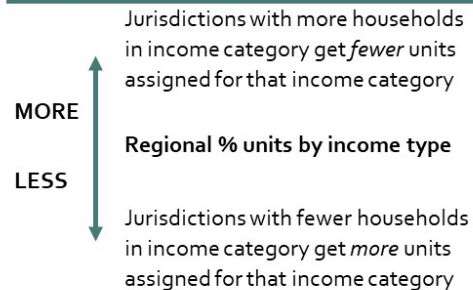 Jurisdictions with more households
in income category get fewer units
assigned for that income category
MORE
Regional % units by income type
LESS
Jurisdictions with fewer households
in income category get more units
assigned for that income category